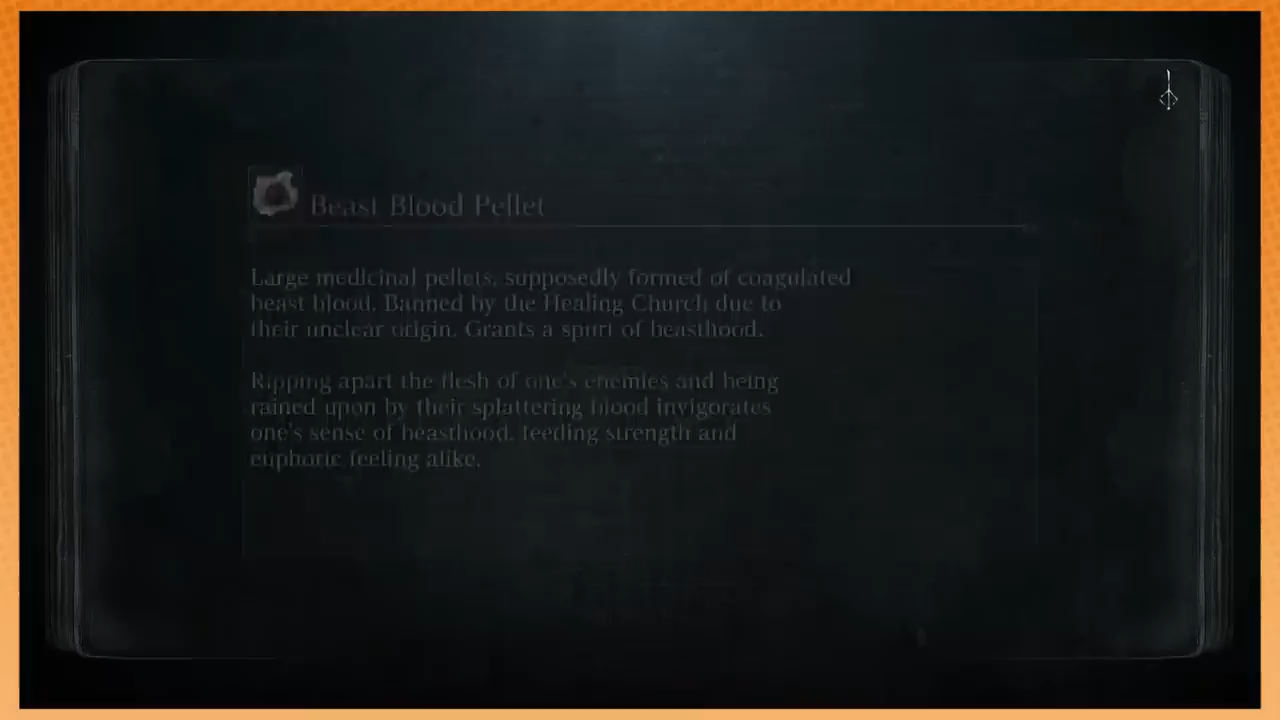 Beast Blood Pellet
Large medicinal pellets, supposedly formed of coagulated
beast blood. Banned by the Healing Church due to
their unclear origin. Grants a spurt of beasthood.
Ripping apart the flesh of one's enemies and being
rained upon by their splattering blood invigorates
one's sense of beasthood, feeding strength and
euphoric feeling alike.